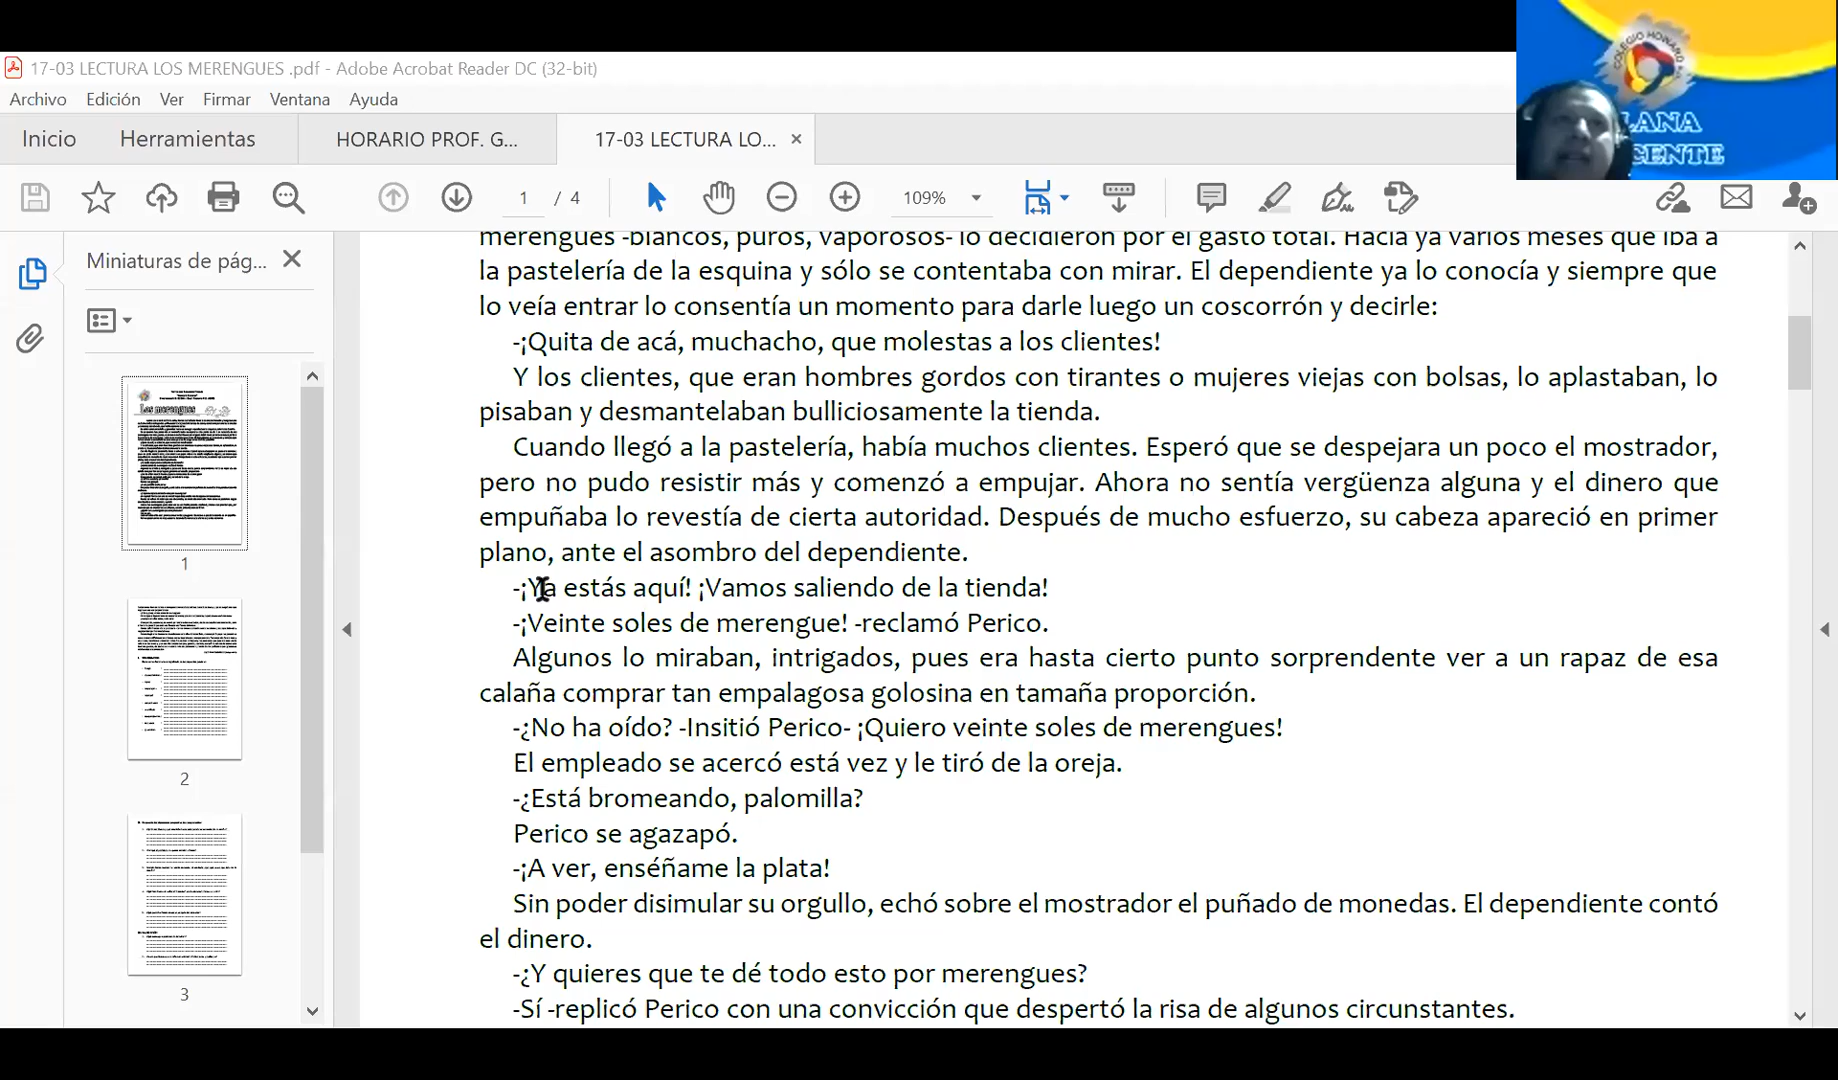 17-03 LECTURA LOS MERENGUES .pdf - Adobe Acrobat Reader DC (32-bit)
Archivo Edición Ver Firmar Ventana Ayuda
Inicio Herramientas HORARIO PROF. G... 17-03 LECTURA LO... ×
1 / 4 109%
COLEGIO HOWARD
LANA
CENTE
Miniaturas de pág...
1
2
3
merengues -blancos, puros, vaporosos- lo decidieron por el gasto total. Hacía ya varios meses que iba a
la pastelería de la esquina y sólo se contentaba con mirar. El dependiente ya lo conocía y siempre que
lo veía entrar lo consentía un momento para darle luego un coscorrón y decirle:
-¡Quita de acá, muchacho, que molestas a los clientes!
Y los clientes, que eran hombres gordos con tirantes o mujeres viejas con bolsas, lo aplastaban, lo
pisaban y desmantelaban bulliciosamente la tienda.
Cuando llegó a la pastelería, había muchos clientes. Esperó que se despejara un poco el mostrador,
pero no pudo resistir más y comenzó a empujar. Ahora no sentía vergüenza alguna y el dinero que
empuñaba lo revestía de cierta autoridad. Después de mucho esfuerzo, su cabeza apareció en primer
plano, ante el asombro del dependiente.
-¡Ya estás aquí! ¡Vamos saliendo de la tienda!
-¡Veinte soles de merengue! -reclamó Perico.
Algunos lo miraban, intrigados, pues era hasta cierto punto sorprendente ver a un rapaz de esa
calaña comprar tan empalagosa golosina en tamaña proporción.
-¿No ha oído? -Insitió Perico- ¡Quiero veinte soles de merengues!
El empleado se acercó está vez y le tiró de la oreja.
-¿Está bromeando, palomilla?
Perico se agazapó.
-¡A ver, enséñame la plata!
Sin poder disimular su orgullo, echó sobre el mostrador el puñado de monedas. El dependiente contó
el dinero.
-¿Y quieres que te dé todo esto por merengues?
-Sí -replicó Perico con una convicción que despertó la risa de algunos circunstantes.